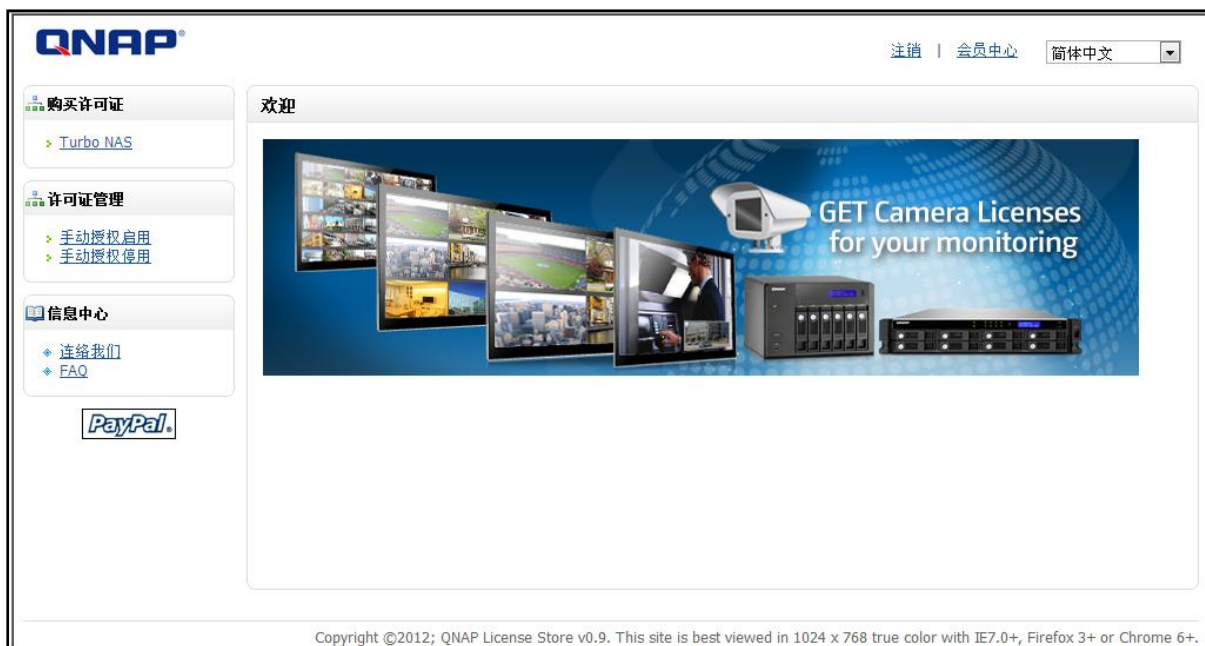 QNAP®
注销 | 会员中心 简体中文
购买许可证
Turbo NAS
许可证管理
手动授权启用
手动授权停用
信息中心
连络我们
FAQ
PayPal®
欢迎
GET Camera Licenses
for your monitoring
Copyright ©2012; QNAP License Store v0.9. This site is best viewed in 1024 x 768 true color with IE7.0+, Firefox 3+ or Chrome 6+.